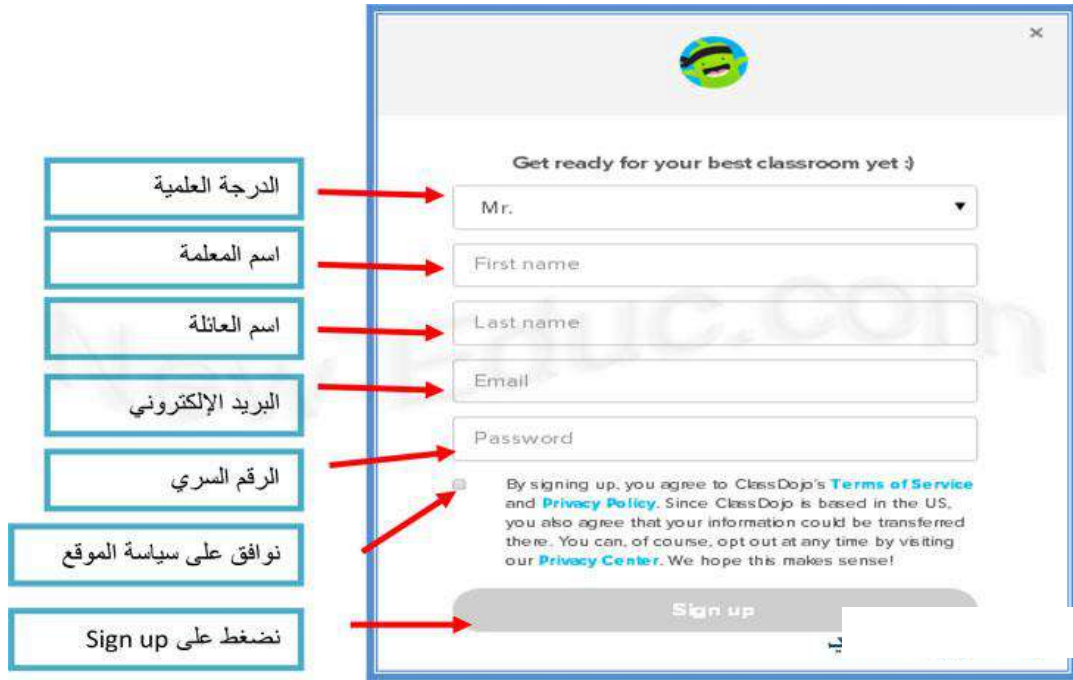 ×
Get ready for your best classroom yet :)
الدرجة العلمية
Mr.
اسم المعلمة
First name
اسم العائلة
Last name
البريد الإلكتروني
Email
الرقم السري
Password
نوافق على سياسة الموقع
By signing up, you agree to ClassDojo's Terms of Service
and Privacy Policy. Since ClassDojo is based in the US,
you also agree that your information could be transferred
there. You can, of course, opt out at any time by visiting
our Privacy Center. We hope this makes sense!
نضغط على Sign up
Sign up
New Educ.com